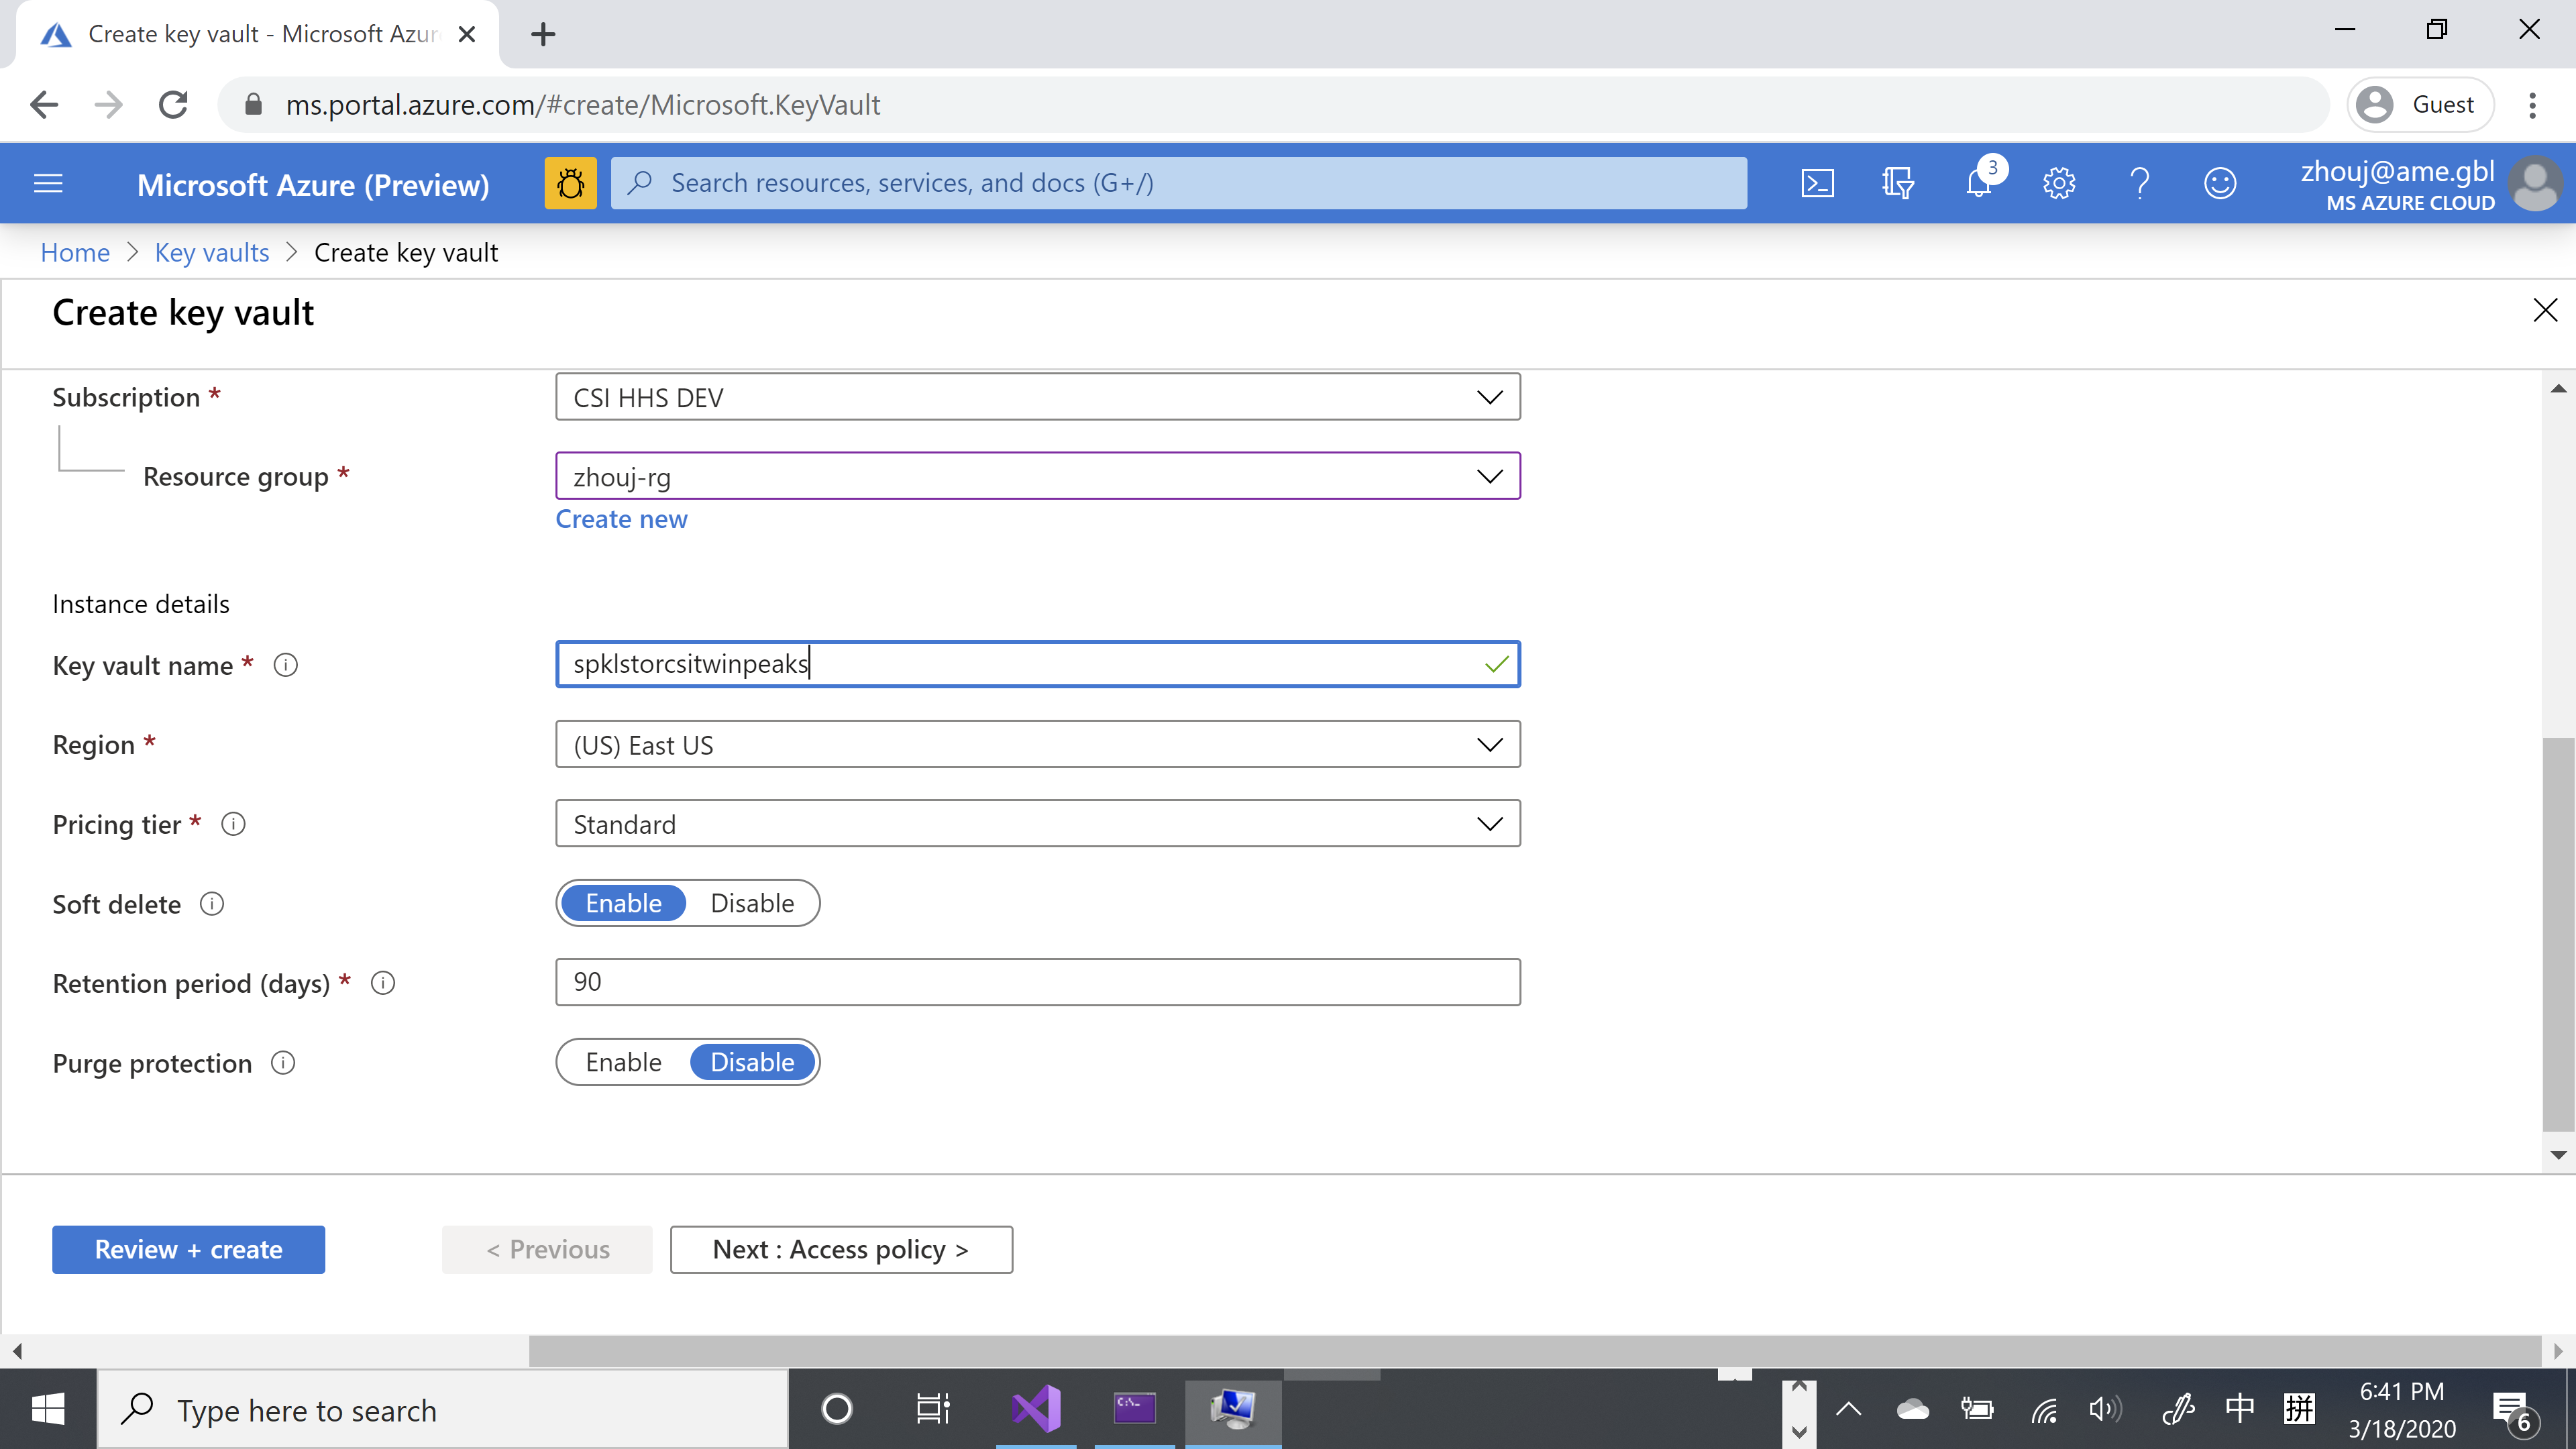 Create key vault - Microsoft Azur
ms.portal.azure.com/#create/Microsoft.KeyVault
Guest
Microsoft Azure (Preview)
Search resources, services, and docs (G+/)
3
zhouj@ame.gbl
MS AZURE CLOUD
Home > Key vaults > Create key vault
Create key vault
Subscription *
CSI HHS DEV
Resource group *
zhouj-rg
Create new
Instance details
Key vault name *
spklstorcsitwinpeaks
Region *
(US) East US
Pricing tier *
Standard
Soft delete
Enable Disable
Retention period (days) *
90
Purge protection
Enable Disable
Review + create
< Previous
Next : Access policy >
Type here to search
C:\_
中
拼
6:41 PM
3/18/2020
6